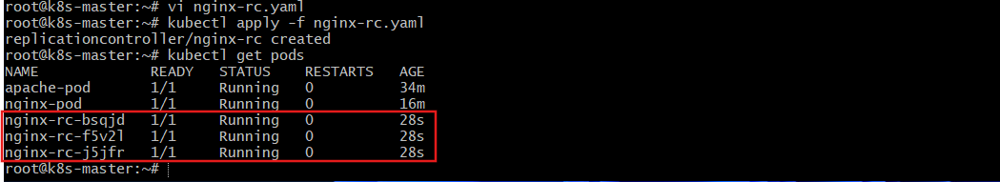 root@k8s-master:~# vi nginx-rc.yaml
root@k8s-master:~# kubectl apply -f nginx-rc.yaml
replicationcontroller/nginx-rc created
root@k8s-master:~# kubectl get pods
NAME READY STATUS RESTARTS AGE
apache-pod 1/1 Running 0 34m
nginx-pod 1/1 Running 0 16m
nginx-rc-bsqjd 1/1 Running 0 28s
nginx-rc-f5v2l 1/1 Running 0 28s
nginx-rc-j5jfr 1/1 Running 0 28s
root@k8s-master:~#